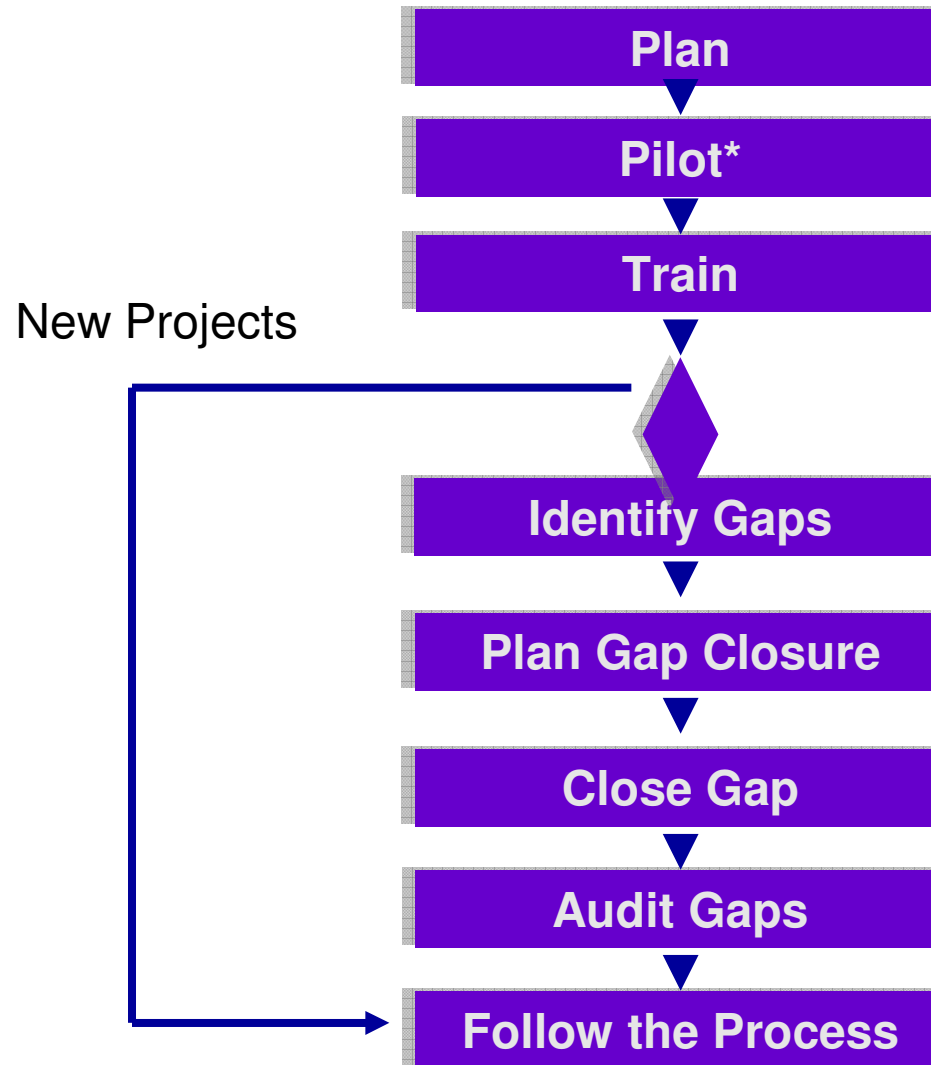 Plan
Pilot*
Train
New Projects
Identify Gaps
Plan Gap Closure
Close Gap
Audit Gaps
Follow the Process